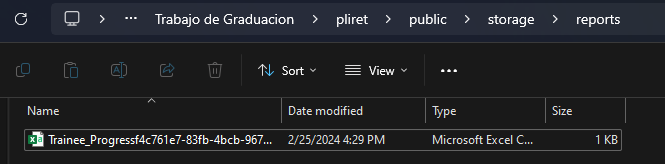 Trabajo de Graduacion > pliret > public > storage > reports
Sort View ...
Name Date modified Type Size
Trainee_Progressf4c761e7-83fb-4bcb-967... 2/25/2024 4:29 PM Microsoft Excel C... 1 KB